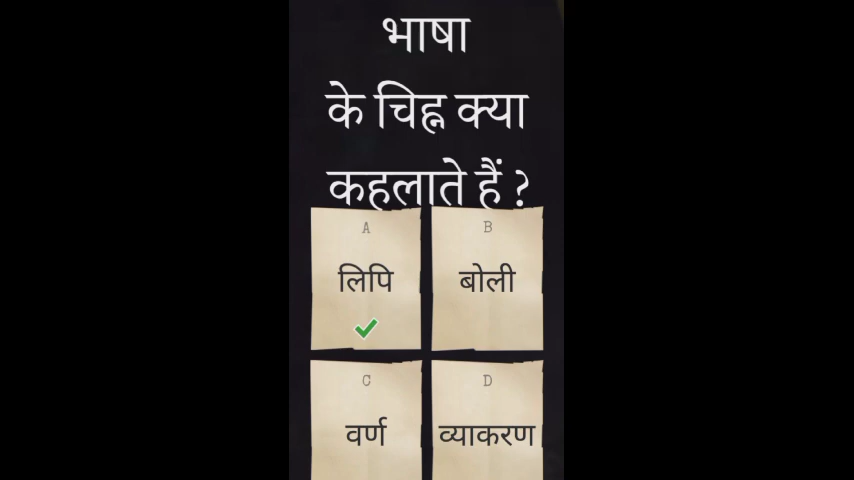 भाषा
के चिह्न क्या
कहलाते हैं ?
A
B
लिपि
बोली
C
D
वर्ण
व्याकरण